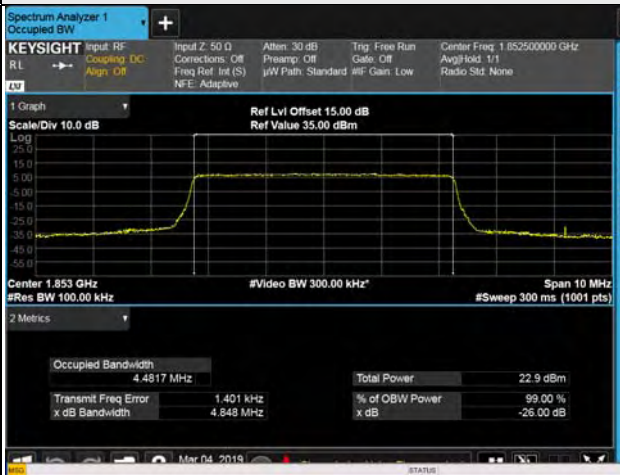 Spectrum Analyzer 1
Occupied BW
KEYSIGHT Input: RF Input Z: 50 Ω Atten: 30 dB Trig: Free Run Center Freq: 1.852500000 GHz
RL Coupling: DC Corrections: Off Preamp: Off Gate: Off Avg|Hold: 1/1
Align: Off Freq Ref: Int (S) µW Path: Standard #IF Gain: Low Radio Std: None
LXI NFE: Adaptive
1 Graph Ref Lvl Offset 15.00 dB
Scale/Div 10.0 dB Ref Value 35.00 dBm
Log
25.0
15.0
5.00
-5.00
-15.0
-25.0
-35.0
-45.0
-55.0
Center 1.853 GHz #Video BW 300.00 kHz* Span 10 MHz
#Res BW 100.00 kHz #Sweep 300 ms (1001 pts)
2 Metrics
Occupied Bandwidth
4.4817 MHz Total Power 22.9 dBm
Transmit Freq Error 1.401 kHz % of OBW Power 99.00 %
x dB Bandwidth 4.848 MHz x dB -26.00 dB
Mar 04, 2019
MSG STATUS